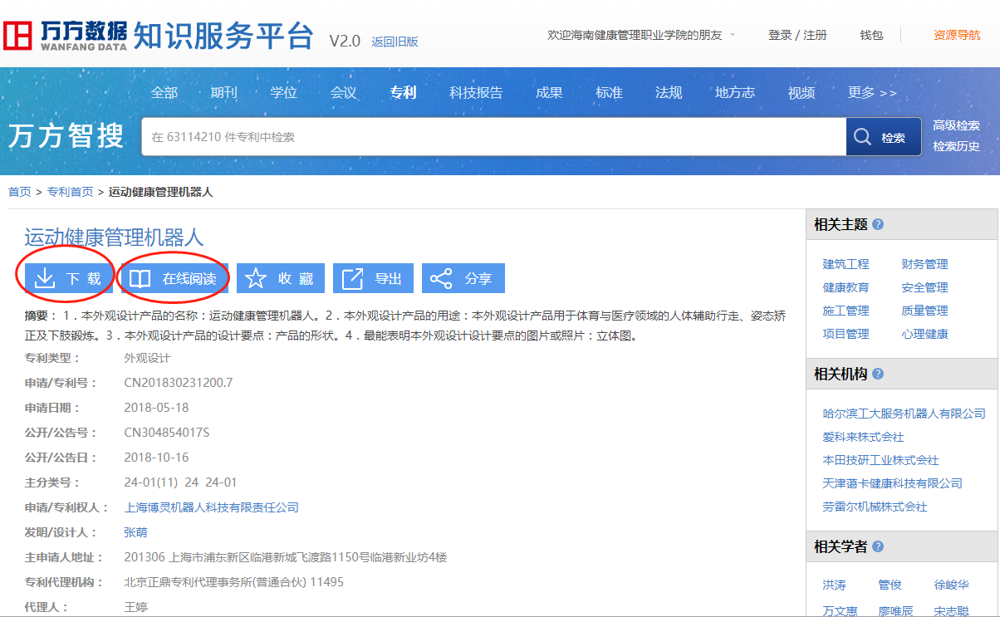 万方数据 知识服务平台 V2.0 返回旧版 欢迎海南健康管理职业学院的朋友 登录 / 注册 钱包 资源导航
WANFANG DATA
全部 期刊 学位 会议 专利 科技报告 成果 标准 法规 地方志 视频 更多 >>
万方智搜 在 63114210 件专利中检索 检索 高级检索
检索历史
首页 > 专利首页 > 运动健康管理机器人
运动健康管理机器人
下 载 在线阅读 收 藏 导出 分享
摘要：1．本外观设计产品的名称：运动健康管理机器人。2．本外观设计产品的用途：本外观设计产品用于体育与医疗领域的人体辅助行走、姿态矫
正及下肢锻炼。3．本外观设计产品的设计要点：产品的形状。4．最能表明本外观设计设计要点的图片或照片：立体图。
专利类型： 外观设计
申请/专利号： CN201830231200.7
申请日期： 2018-05-18
公开/公告号： CN304854017S
公开/公告日： 2018-10-16
主分类号： 24-01(11) 24 24-01
申请/专利权人： 上海博灵机器人科技有限责任公司
发明/设计人： 张萌
主申请人地址： 201306 上海市浦东新区临港新城飞渡路1150号临港新业坊4楼
专利代理机构： 北京正鼎专利代理事务所(普通合伙) 11495
代理人： 王婷
相关主题 ?
建筑工程 财务管理
健康教育 安全管理
施工管理 质量管理
项目管理 心理健康
相关机构 ?
哈尔滨工大服务机器人有限公司
爱科来株式会社
本田技研工业株式会社
天津蔼卡健康科技有限公司
劳雷尔机械株式会社
相关学者 ?
洪涛 管俊 徐峻华
万文惠 廖唯辰 宋志聪